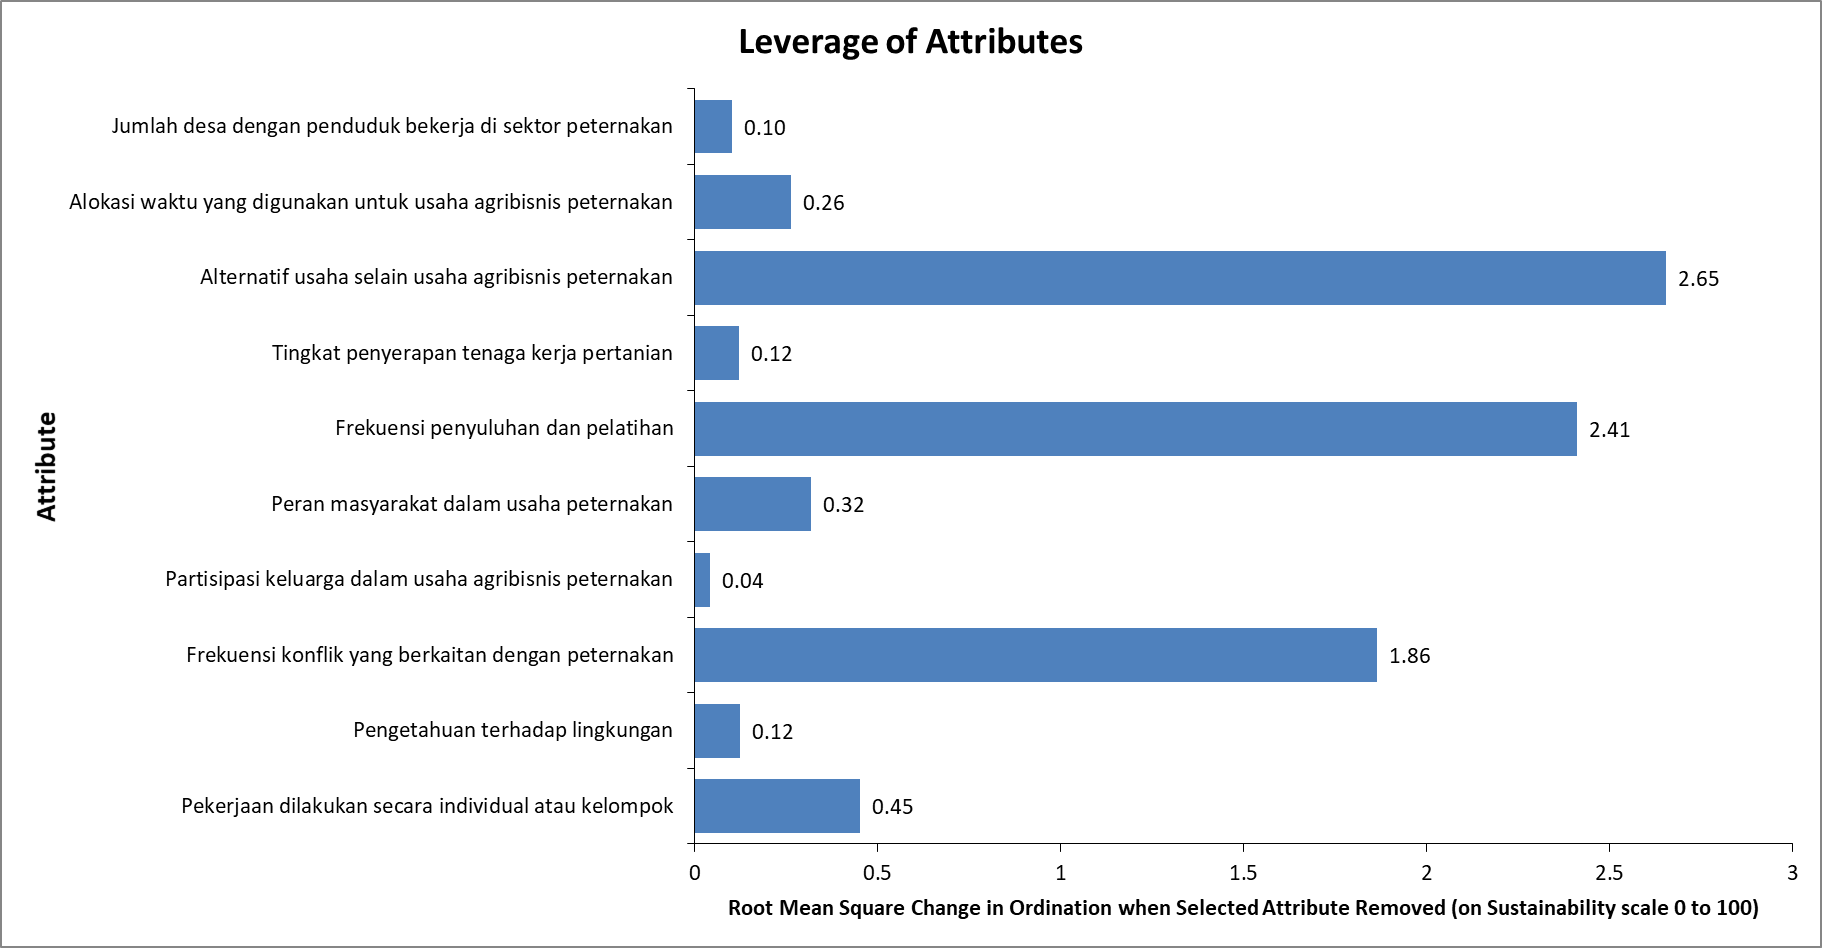 Leverage of Attributes
Jumlah desa dengan penduduk bekerja di sektor peternakan
0.10
Alokasi waktu yang digunakan untuk usaha agribisnis peternakan
0.26
Alternatif usaha selain usaha agribisnis peternakan
2.65
Tingkat penyerapan tenaga kerja pertanian
0.12
Frekuensi penyuluhan dan pelatihan
2.41
Peran masyarakat dalam usaha peternakan
0.32
Partisipasi keluarga dalam usaha agribisnis peternakan
0.04
Frekuensi konflik yang berkaitan dengan peternakan
1.86
Pengetahuan terhadap lingkungan
0.12
Pekerjaan dilakukan secara individual atau kelompok
0.45
Attribute
0 0.5 1 1.5 2 2.5 3
Root Mean Square Change in Ordination when Selected Attribute Removed (on Sustainability scale 0 to 100)